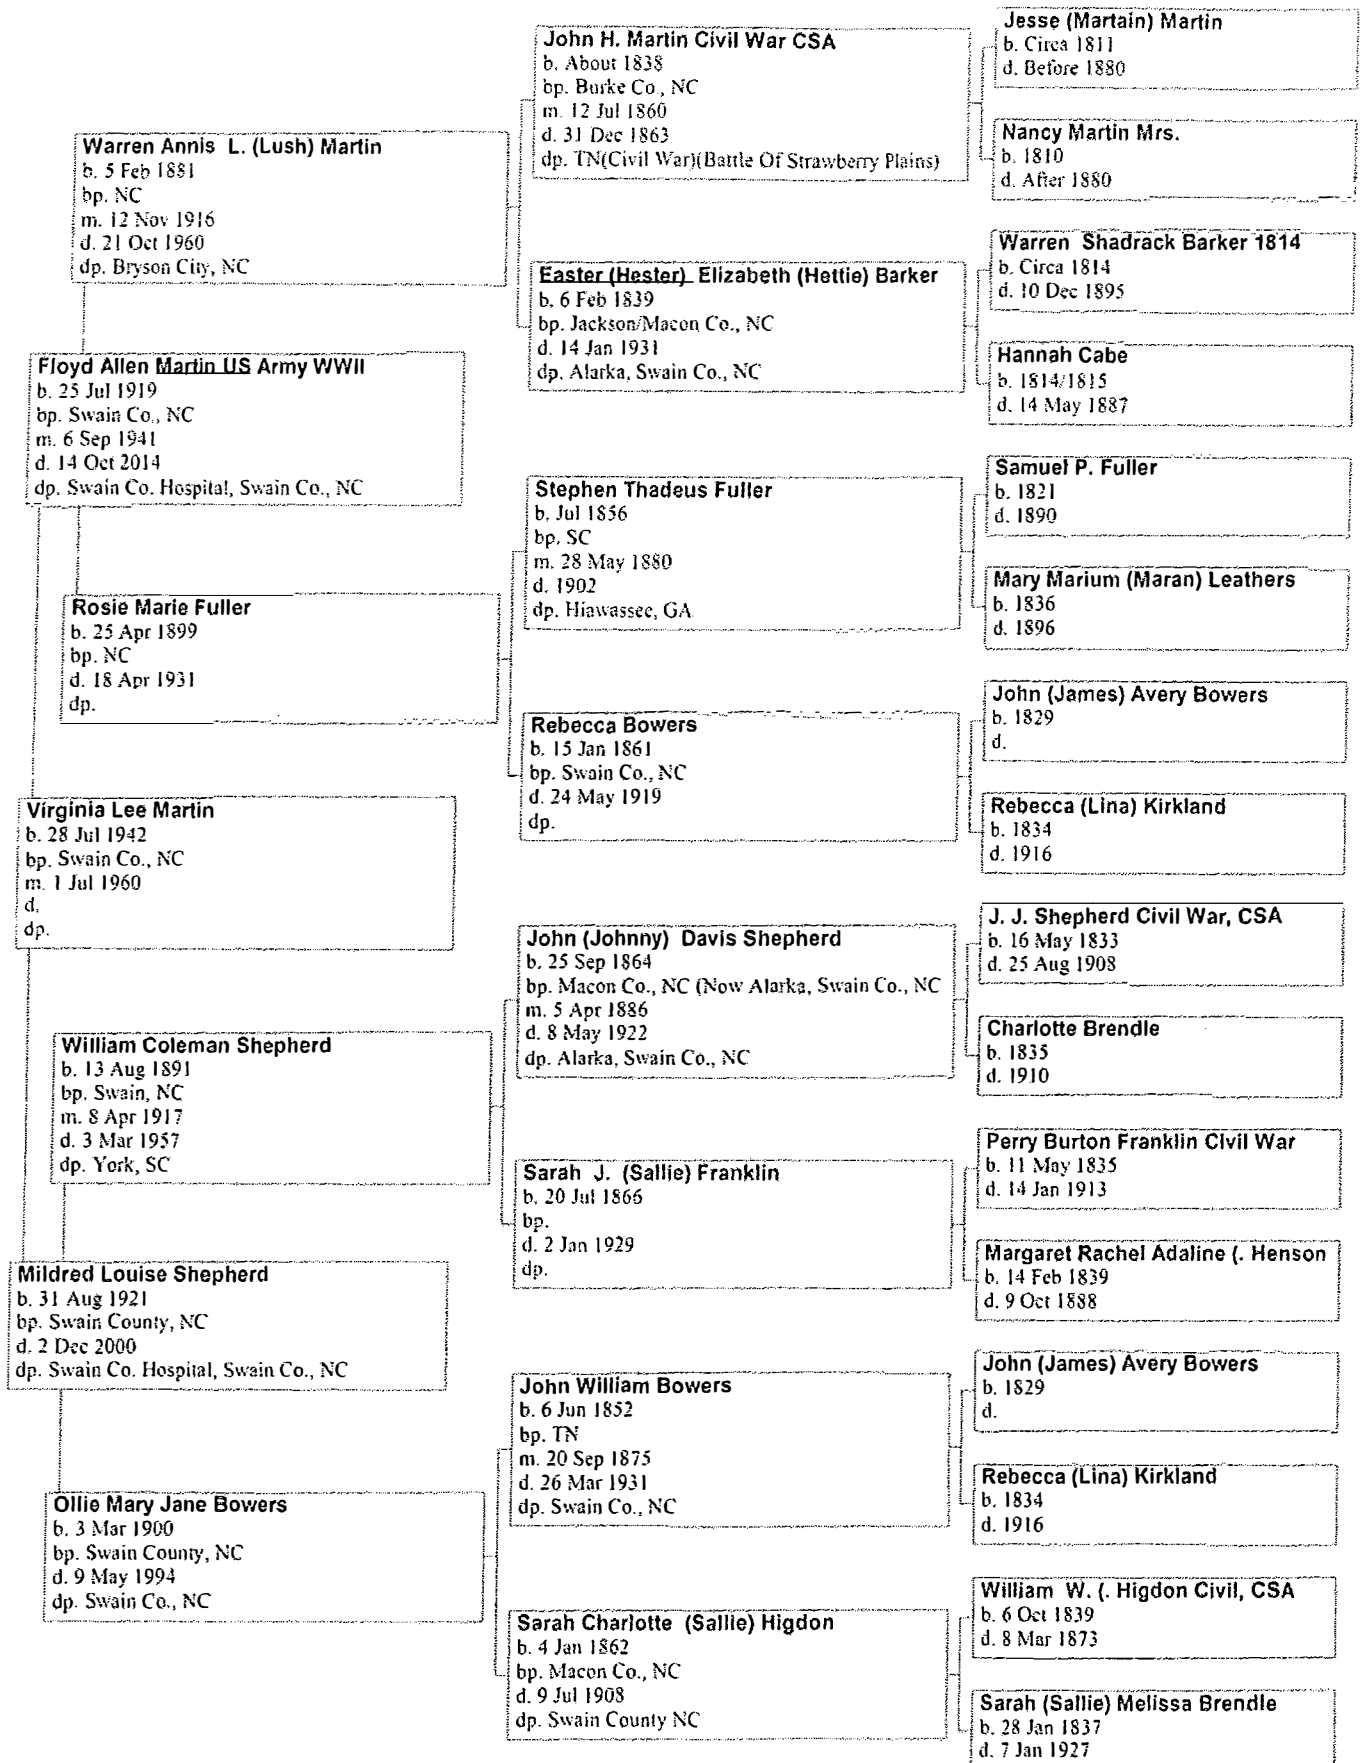 John H. Martin Civil War CSA
b. About 1838
bp. Burke Co., NC
m. 12 Jul 1860
d. 31 Dec 1863
dp. TN(Civil War)(Battle Of Strawberry Plains)
Jesse (Martain) Martin
b. Circa 1811
d. Before 1880
Nancy Martin Mrs.
b. 1810
d. After 1880
Warren Annis L. (Lush) Martin
b. 5 Feb 1881
bp. NC
m. 12 Nov 1916
d. 21 Oct 1960
dp. Bryson City, NC
Easter (Hester) Elizabeth (Hettie) Barker
b. 6 Feb 1839
bp. Jackson/Macon Co., NC
d. 14 Jan 1931
dp. Alarka, Swain Co., NC
Warren Shadrack Barker 1814
b. Circa 1814
d. 10 Dec 1895
Hannah Cabe
b. 1814/1815
d. 14 May 1887
Floyd Allen Martin US Army WWII
b. 25 Jul 1919
bp. Swain Co., NC
m. 6 Sep 1941
d. 14 Oct 2014
dp. Swain Co. Hospital, Swain Co., NC
Stephen Thadeus Fuller
b. Jul 1856
bp. SC
m. 28 May 1880
d. 1902
dp. Hiawassee, GA
Samuel P. Fuller
b. 1821
d. 1890
Mary Marium (Maran) Leathers
b. 1836
d. 1896
Rosie Marie Fuller
b. 25 Apr 1899
bp. NC
d. 18 Apr 1931
dp.
Rebecca Bowers
b. 15 Jan 1861
bp. Swain Co., NC
d. 24 May 1919
dp.
John (James) Avery Bowers
b. 1829
d.
Rebecca (Lina) Kirkland
b. 1834
d. 1916
Virginia Lee Martin
b. 28 Jul 1942
bp. Swain Co., NC
m. 1 Jul 1960
d.
dp.
John (Johnny) Davis Shepherd
b. 25 Sep 1864
bp. Macon Co., NC (Now Alarka, Swain Co., NC
m. 5 Apr 1886
d. 8 May 1922
dp. Alarka, Swain Co., NC
J. J. Shepherd Civil War, CSA
b. 16 May 1833
d. 25 Aug 1908
Charlotte Brendle
b. 1835
d. 1910
William Coleman Shepherd
b. 13 Aug 1891
bp. Swain, NC
m. 8 Apr 1917
d. 3 Mar 1957
dp. York, SC
Sarah J. (Sallie) Franklin
b. 20 Jul 1866
bp.
d. 2 Jan 1929
dp.
Perry Burton Franklin Civil War
b. 11 May 1835
d. 14 Jan 1913
Margaret Rachel Adaline (. Henson
b. 14 Feb 1839
d. 9 Oct 1888
Mildred Louise Shepherd
b. 31 Aug 1921
bp. Swain County, NC
d. 2 Dec 2000
dp. Swain Co. Hospital, Swain Co., NC
John William Bowers
b. 6 Jun 1852
bp. TN
m. 20 Sep 1875
d. 26 Mar 1931
dp. Swain Co., NC
John (James) Avery Bowers
b. 1829
d.
Rebecca (Lina) Kirkland
b. 1834
d. 1916
Ollie Mary Jane Bowers
b. 3 Mar 1900
bp. Swain County, NC
d. 9 May 1994
dp. Swain Co., NC
Sarah Charlotte (Sallie) Higdon
b. 4 Jan 1862
bp. Macon Co., NC
d. 9 Jul 1908
dp. Swain County NC
William W. (. Higdon Civil, CSA
b. 6 Oct 1839
d. 8 Mar 1873
Sarah (Sallie) Melissa Brendle
b. 28 Jan 1837
d. 7 Jan 1927